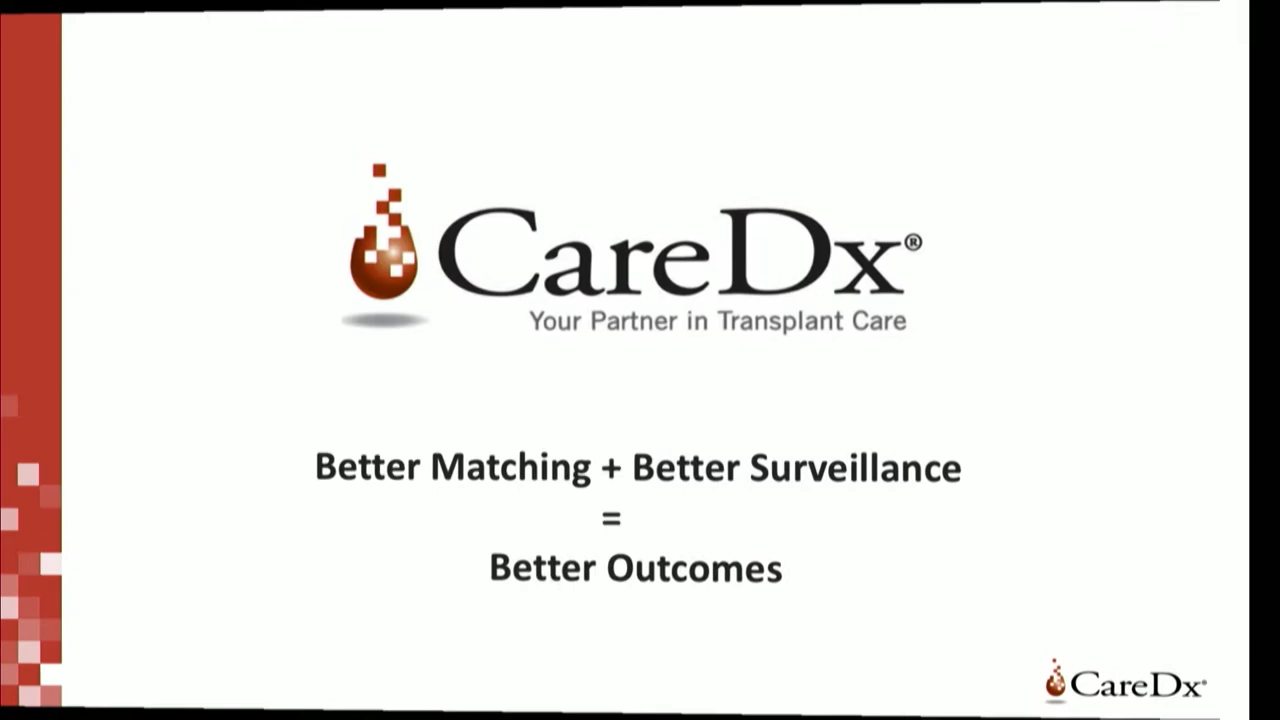 CareDx®
Your Partner in Transplant Care
Better Matching + Better Surveillance
=
Better Outcomes
CareDx®